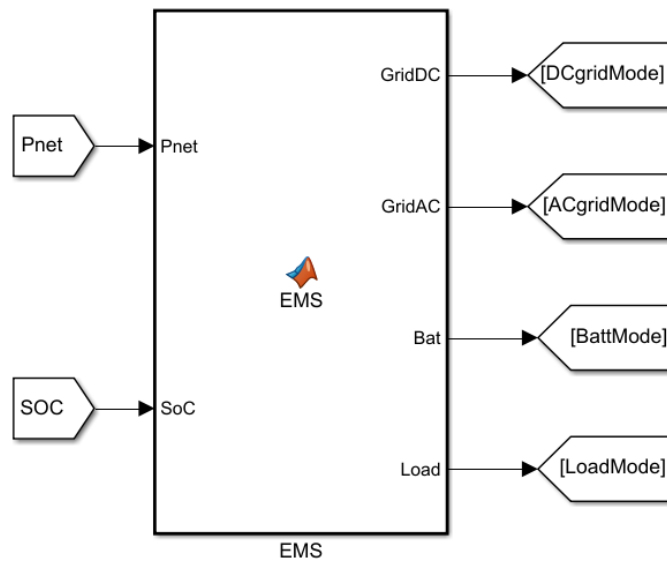 GridDC
[DCgridMode]
Pnet
Pnet
GridAC
[ACgridMode]
EMS
Bat
[BattMode]
SOC
SoC
Load
[LoadMode]
EMS